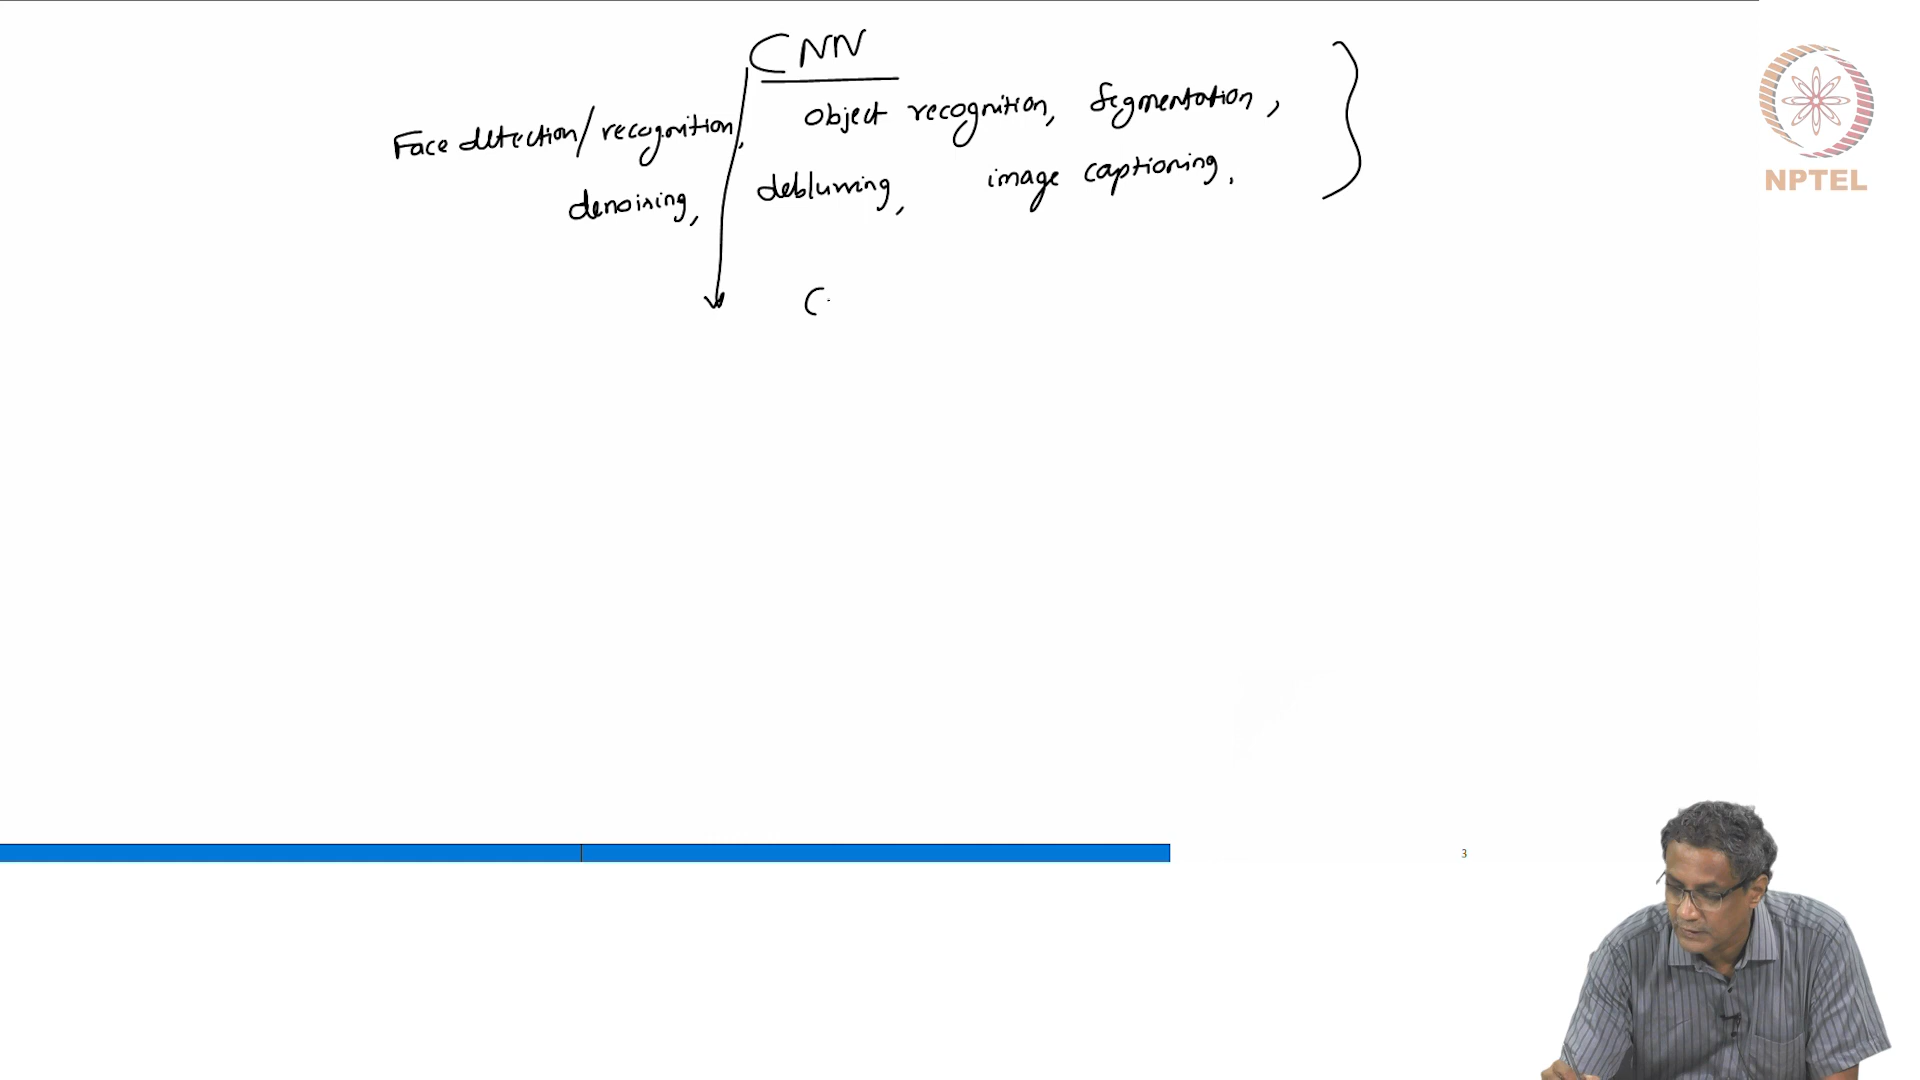 CNN
Face detection/recognition, object recognition, segmentation,
denoising, deblurring, image captioning,
(
NPTEL
3